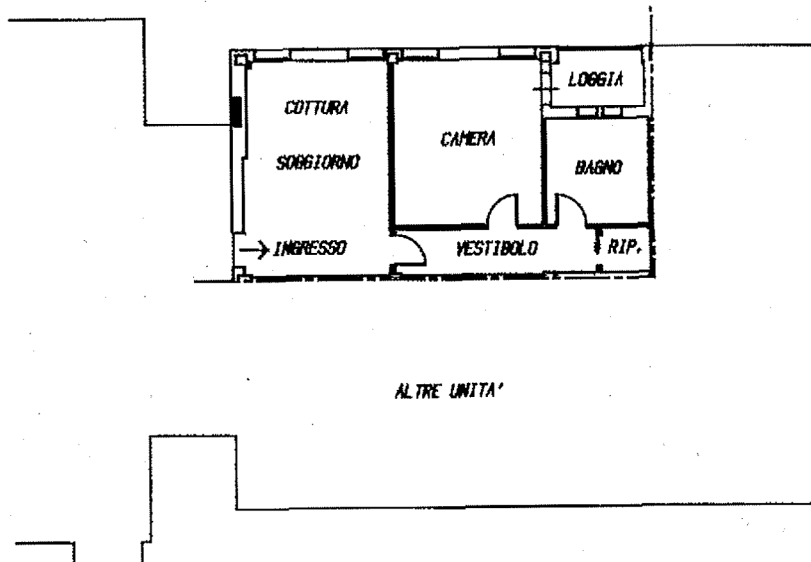 COTTURA
SOGGIORNO
INGRESSO
CAMERA
LOGGIA
BAGNO
VESTIBOLO
RIP.
ALTRE UNITA'